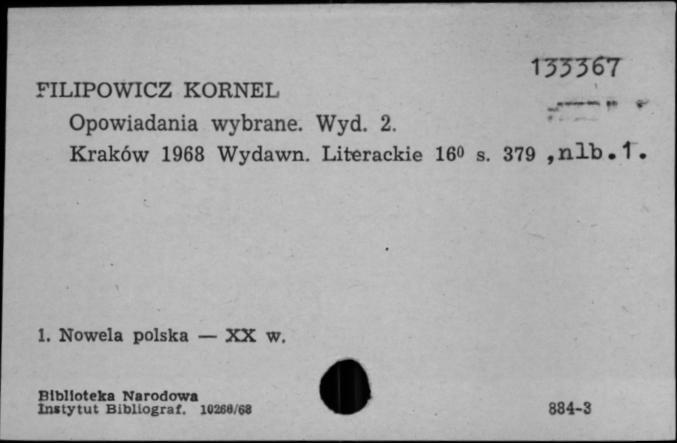 133367
FILIPOWICZ KORNEL
Opowiadania wybrane. Wyd. 2.
Kraków 1968 Wydawn. Literackie 16⁰ s. 379 ,nlb.1.
1. Nowela polska — XX w.
Biblioteka Narodowa
Instytut Bibliograf. 10266/68
884-3